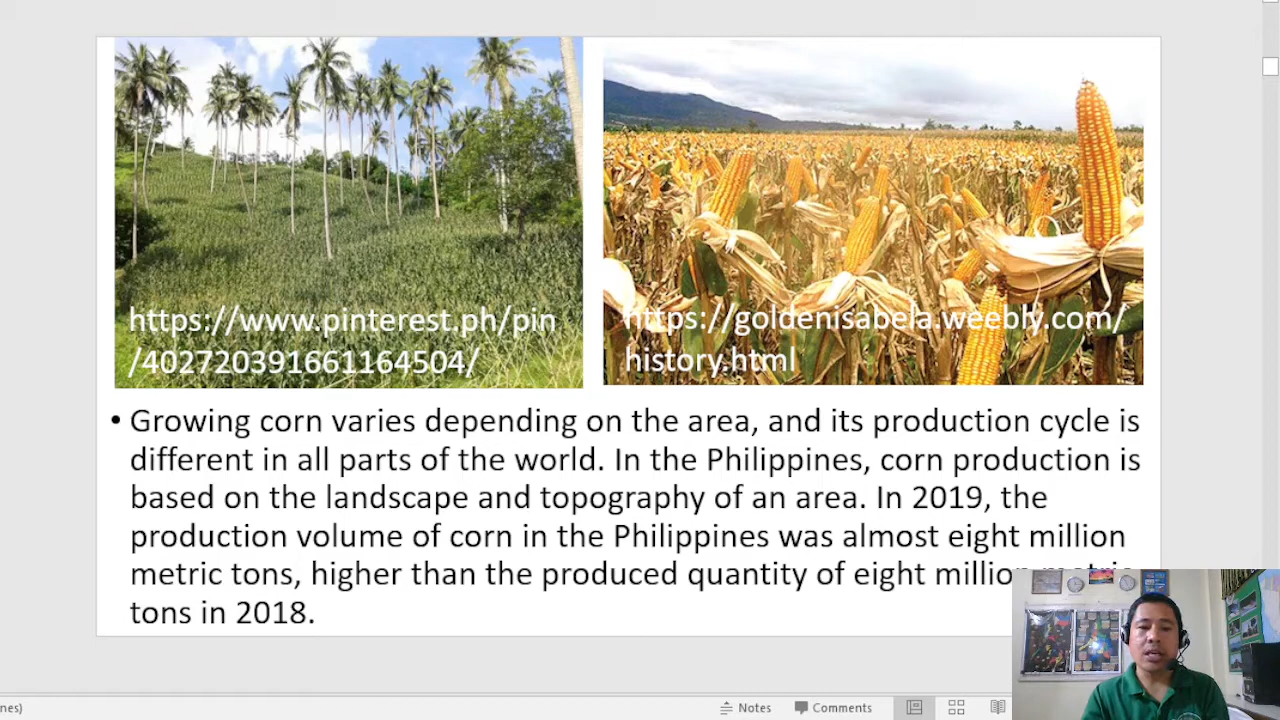 https://www.pinterest.ph/pin
/402720391661164504/
https://goldenisabela.weebly.com/
history.html
• Growing corn varies depending on the area, and its production cycle is
different in all parts of the world. In the Philippines, corn production is
based on the landscape and topography of an area. In 2019, the
production volume of corn in the Philippines was almost eight million
metric tons, higher than the produced quantity of eight million metric
tons in 2018.
nes)
Notes
Comments